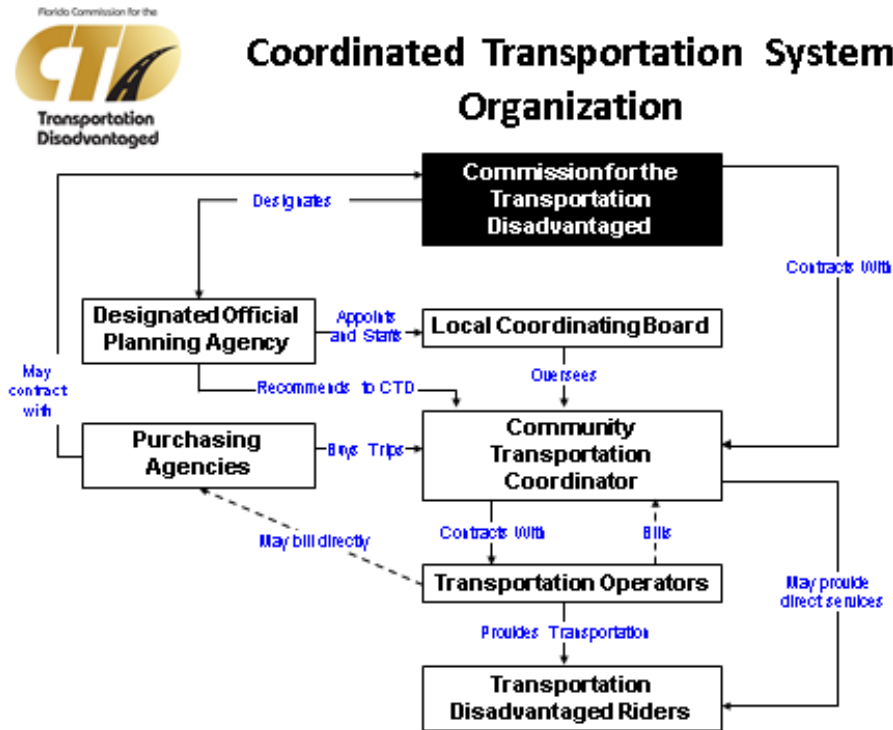 Florida Commission for the
CTD
Transportation
Disadvantaged
Coordinated Transportation System
Organization
Commission for the
Transportation
Disadvantaged
Designates
Contracts With
Designated Official
Planning Agency
Appoints
and Staffs
Local Coordinating Board
May
contract
with
Recommends to CTD
Oversees
Purchasing
Agencies
Buys Trips
Community
Transportation
Coordinator
May bill directly
Contracts With
Bills
Transportation Operators
May provide
direct services
Provides Transportation
Transportation
Disadvantaged Riders